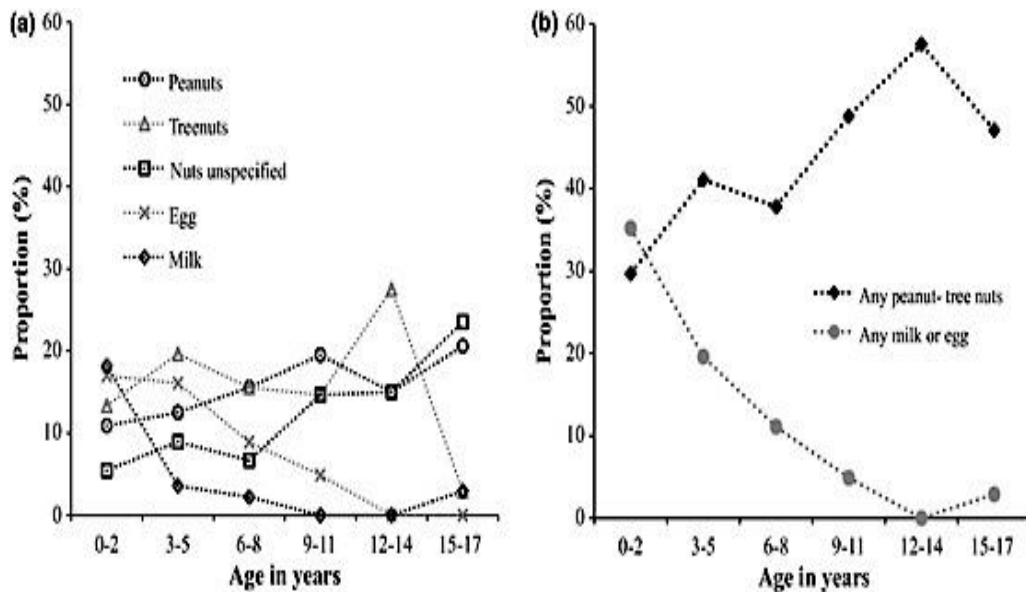 (a)
60
50
40
30
20
10
0
Proportion (%)
Peanuts
Treenuts
Nuts unspecified
Egg
Milk
0-2 3-5 6-8 9-11 12-14 15-17
Age in years
(b)
60
50
40
30
20
10
0
Proportion (%)
Any peanut- tree nuts
Any milk or egg
0-2 3-5 6-8 9-11 12-14 15-17
Age in years